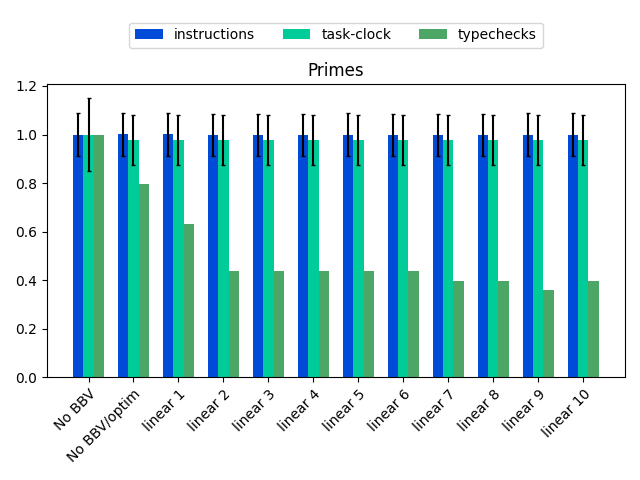 instructions task-clock typechecks
Primes
1.2
1.0
0.8
0.6
0.4
0.2
0.0
No BBV
No BBV/optim
linear 1
linear 2
linear 3
linear 4
linear 5
linear 6
linear 7
linear 8
linear 9
linear 10